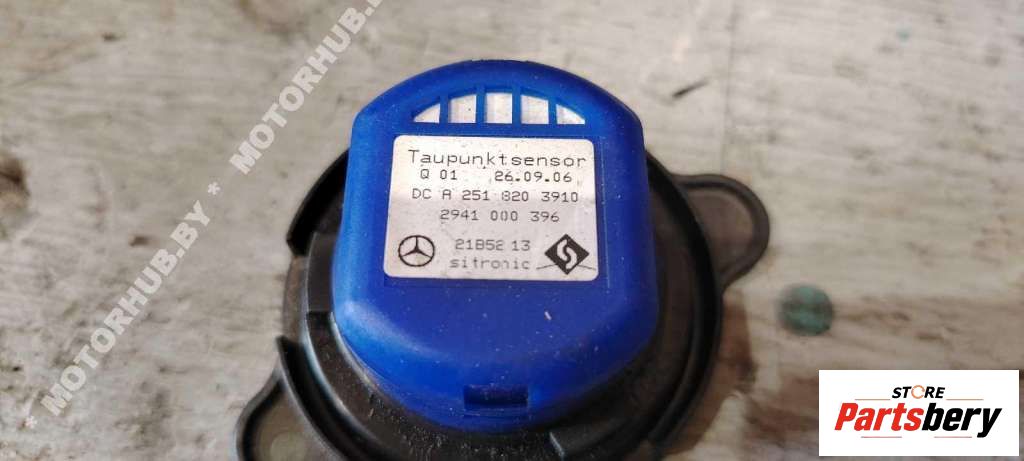 MOTORHUB.BY * MOTORHUB.BY
Taupunktsensor
Q 01 26.09.06
DC A 251 820 3910
2941 000 396
21B52 13
sitronic
STORE
Partsbery